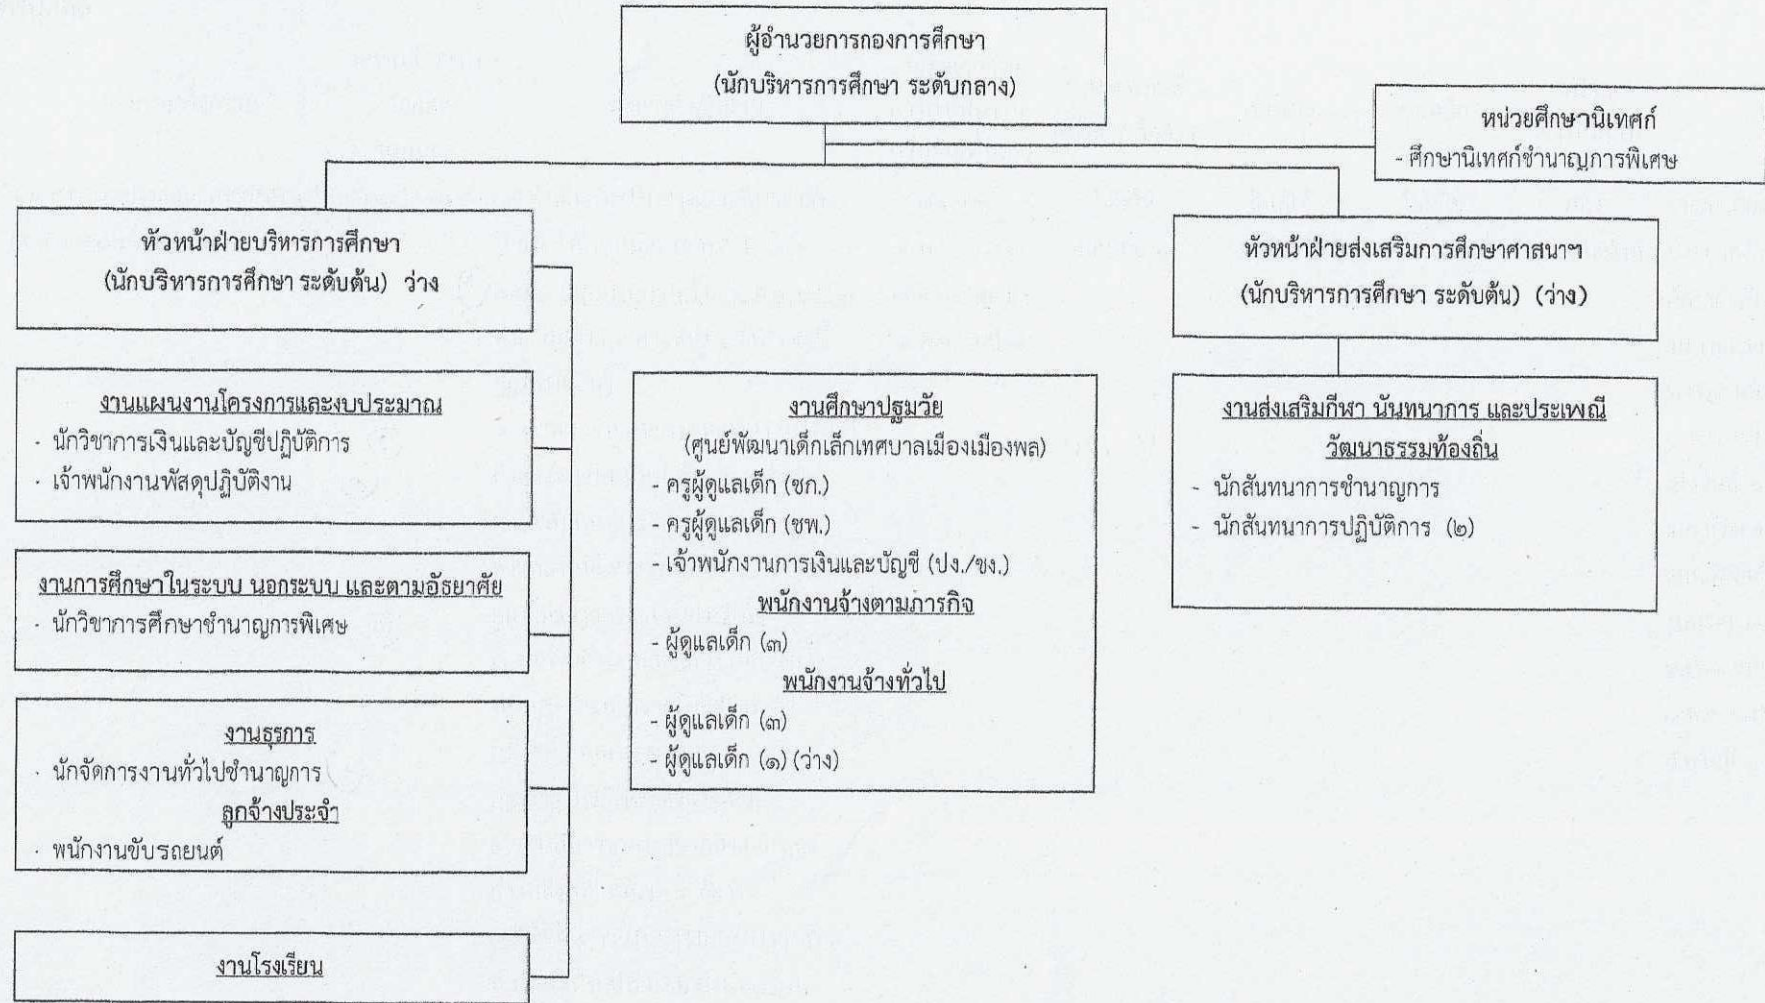 ผู้อำนวยการกองการศึกษา
(นักบริหารการศึกษา ระดับกลาง)
หน่วยศึกษานิเทศก์
- ศึกษานิเทศก์ชำนาญการพิเศษ
หัวหน้าฝ่ายบริหารการศึกษา
(นักบริหารการศึกษา ระดับต้น) ว่าง
หัวหน้าฝ่ายส่งเสริมการศึกษาศาสนาฯ
(นักบริหารการศึกษา ระดับต้น) (ว่าง)
งานแผนงานโครงการและงบประมาณ
- นักวิชาการเงินและบัญชีปฏิบัติการ
- เจ้าพนักงานพัสดุปฏิบัติงาน
งานการศึกษาในระบบ นอกระบบ และตามอัธยาศัย
- นักวิชาการศึกษาชำนาญการพิเศษ
งานธุรการ
- นักจัดการงานทั่วไปชำนาญการ
ลูกจ้างประจำ
- พนักงานขับรถยนต์
งานโรงเรียน
งานศึกษาปฐมวัย
(ศูนย์พัฒนาเด็กเล็กเทศบาลเมืองเมืองพล)
- ครูผู้ดูแลเด็ก (ชก.)
- ครูผู้ดูแลเด็ก (ชพ.)
- เจ้าพนักงานการเงินและบัญชี (ปง./ชง.)
พนักงานจ้างตามภารกิจ
- ผู้ดูแลเด็ก (๓)
พนักงานจ้างทั่วไป
- ผู้ดูแลเด็ก (๓)
- ผู้ดูแลเด็ก (๑) (ว่าง)
งานส่งเสริมกีฬา นันทนาการ และประเพณี
วัฒนาธรรมท้องถิ่น
- นักสันทนาการชำนาญการ
- นักสันทนาการปฏิบัติการ (๒)